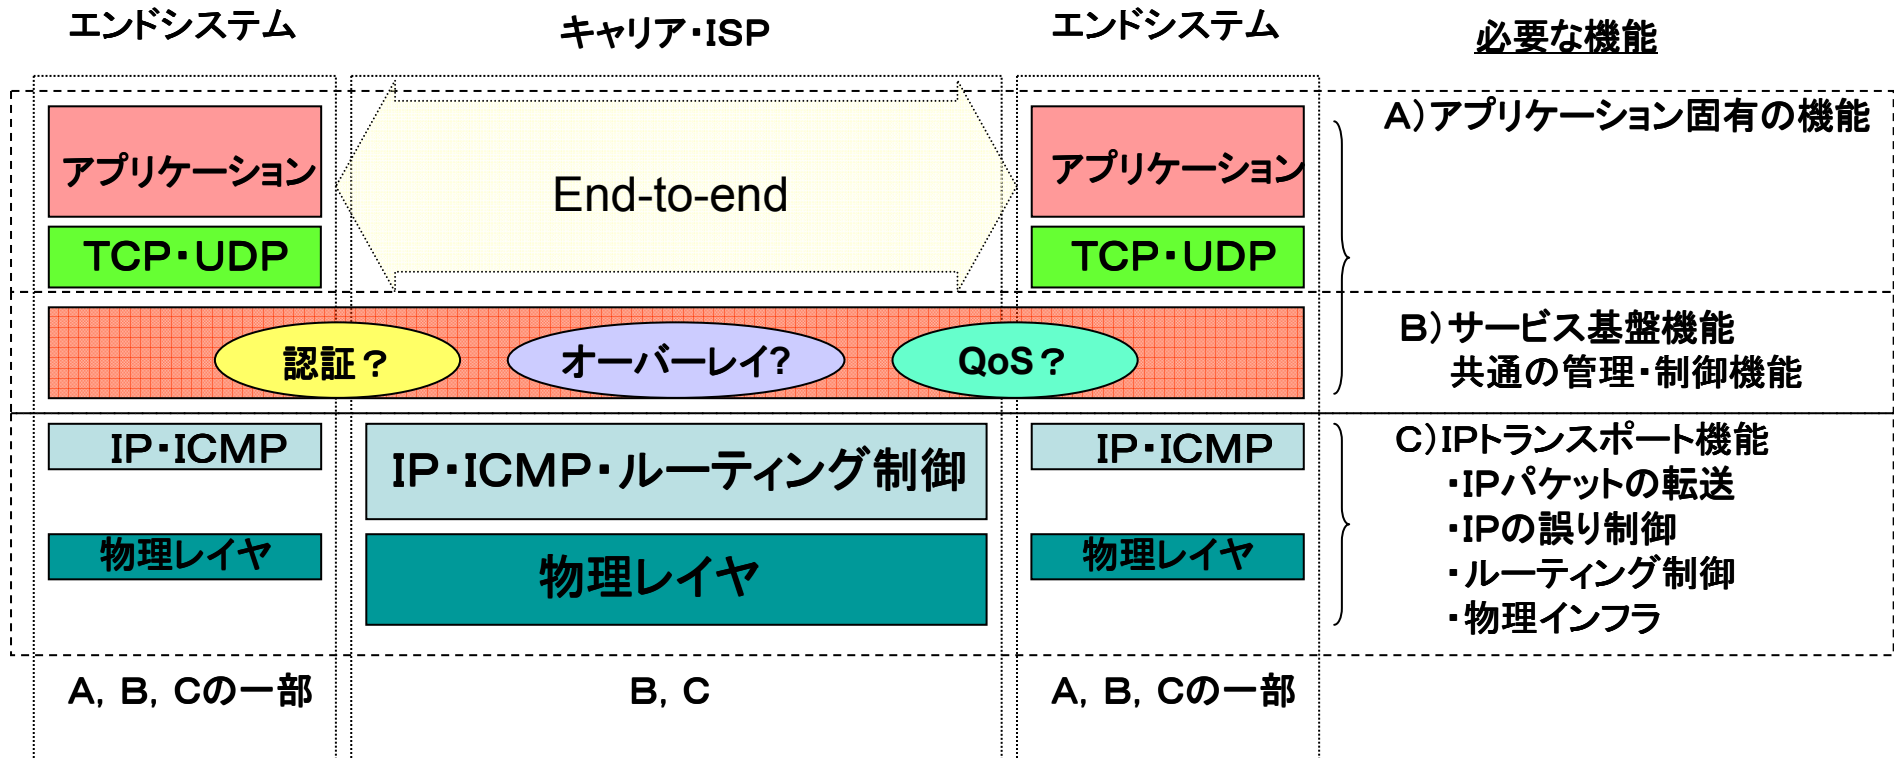 エンドシステム
キャリア・ISP
エンドシステム
必要な機能
アプリケーション
End-to-end
アプリケーション
A)アプリケーション固有の機能
TCP・UDP
TCP・UDP
認証？
オーバーレイ?
QoS？
B)サービス基盤機能
共通の管理・制御機能
IP・ICMP
IP・ICMP・ルーティング制御
IP・ICMP
C)IPトランスポート機能
・IPパケットの転送
・IPの誤り制御
・ルーティング制御
・物理インフラ
物理レイヤ
物理レイヤ
物理レイヤ
A, B, Cの一部
B, C
A, B, Cの一部